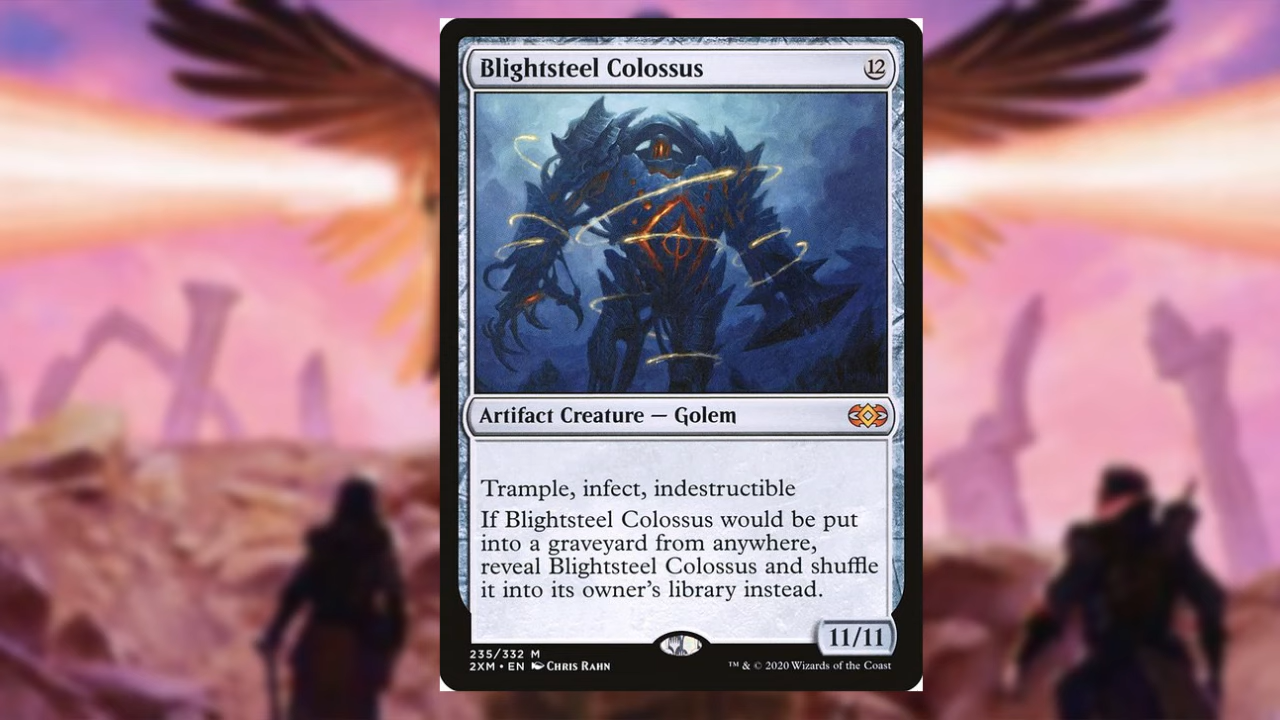 Blightsteel Colossus 12
Artifact Creature — Golem
Trample, infect, indestructible
If Blightsteel Colossus would be put
into a graveyard from anywhere,
reveal Blightsteel Colossus and shuffle
it into its owner's library instead.
11/11
235/332 M
2XM • EN Chris Rahn
™ & © 2020 Wizards of the Coast